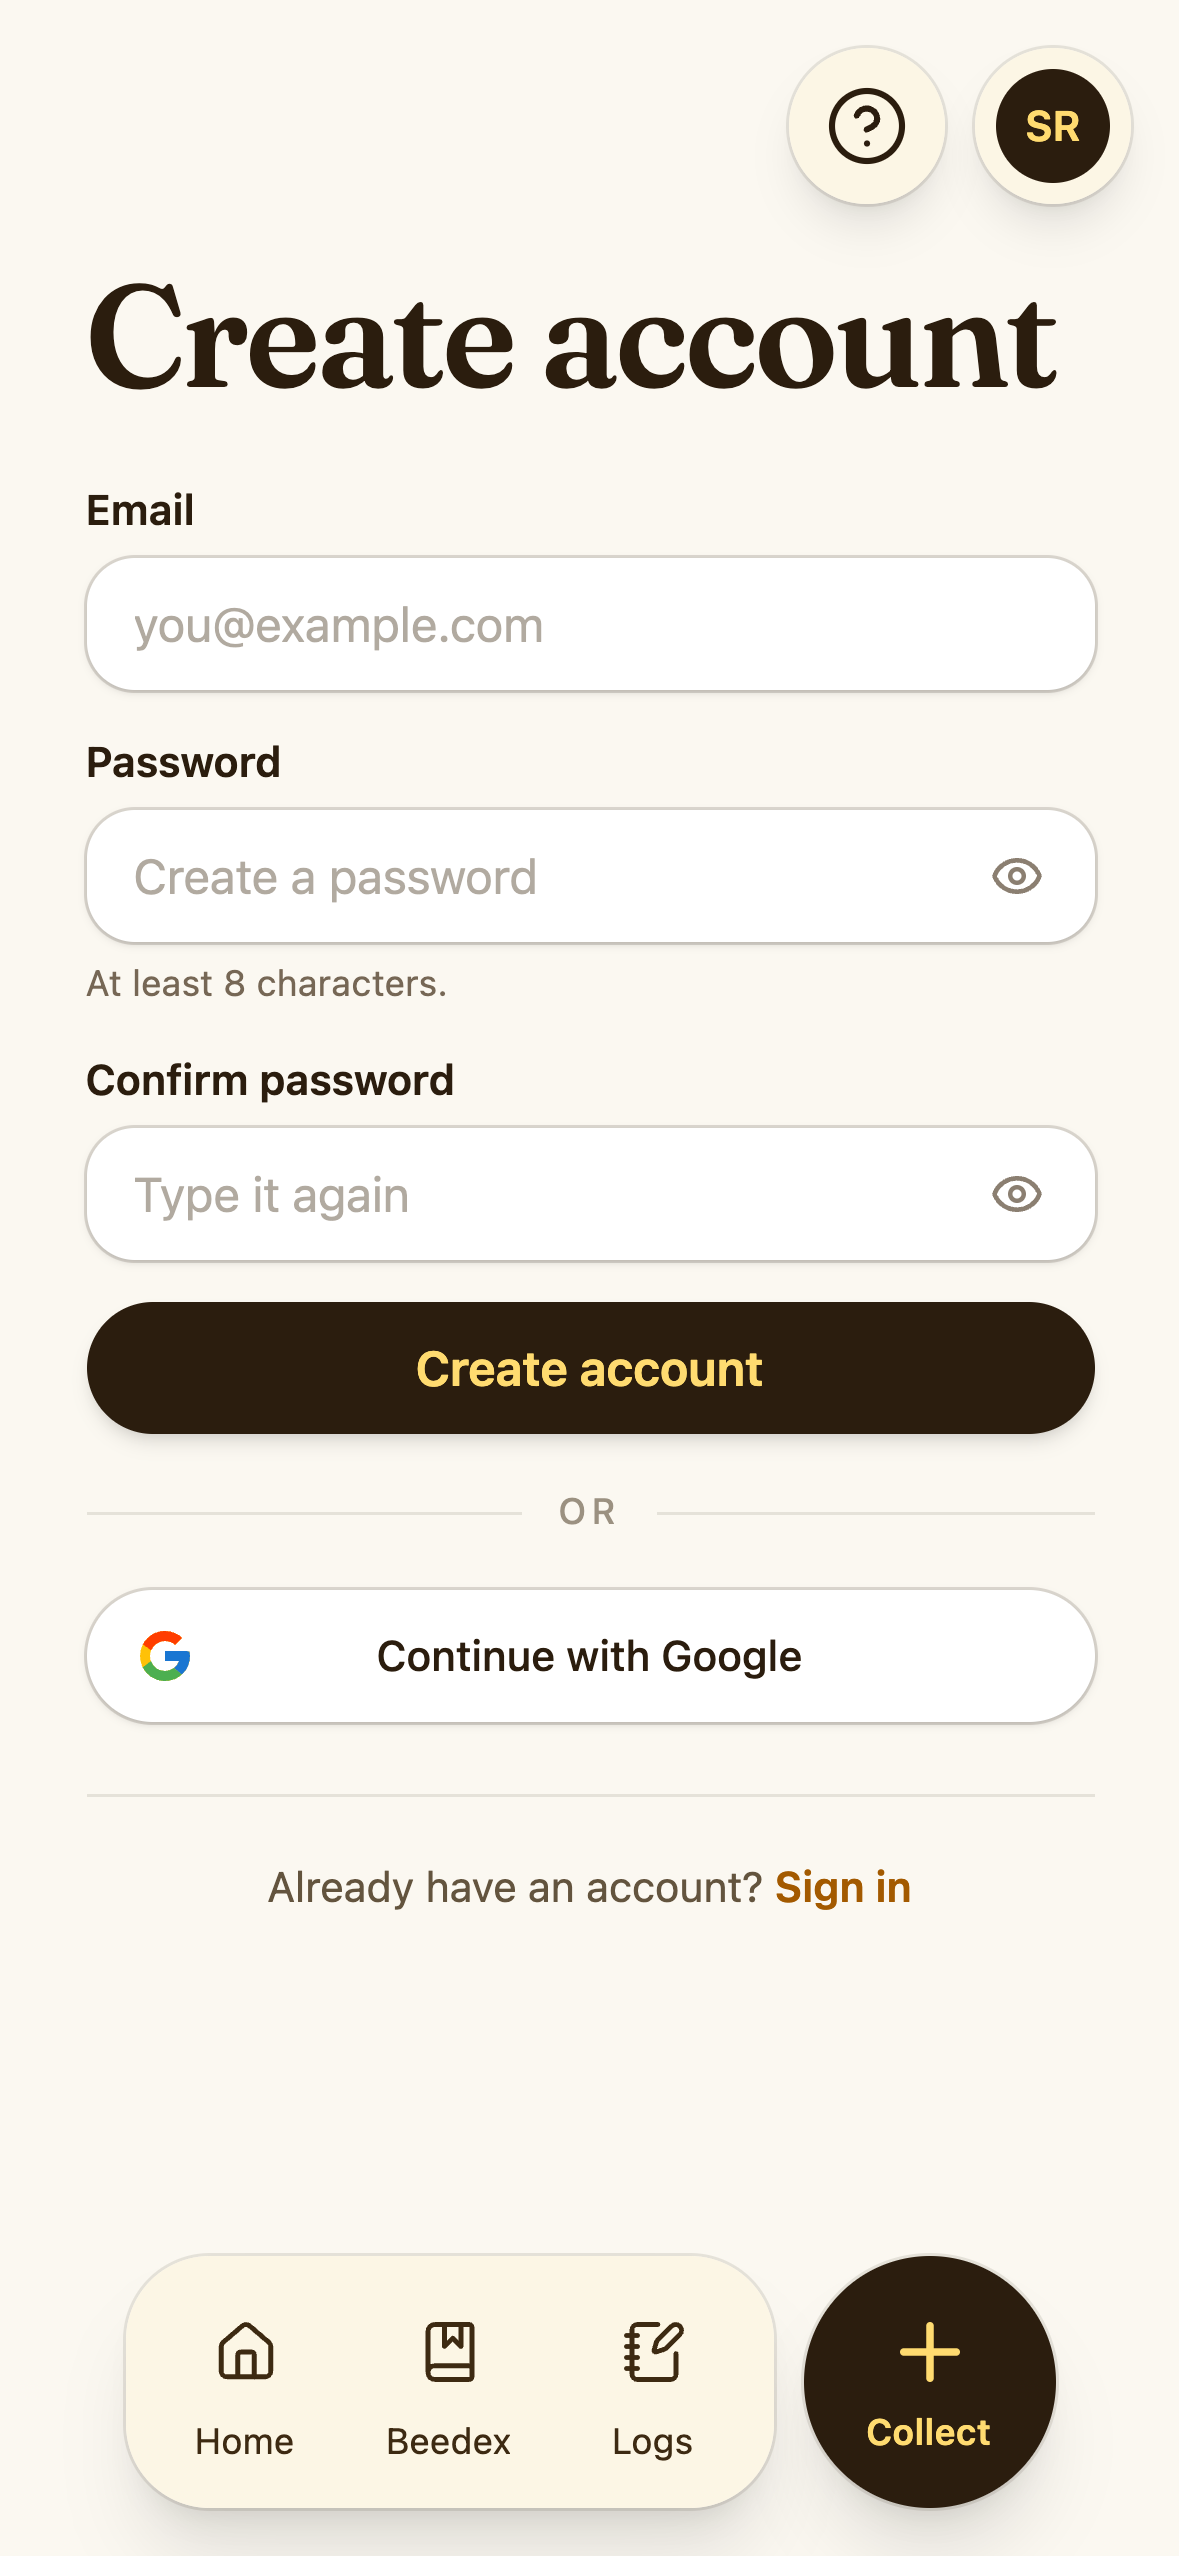 SR
Create account
Email
you@example.com
Password
Create a password
At least 8 characters.
Confirm password
Type it again
Create account
OR
Continue with Google
Already have an account? Sign in
Home
Beedex
Logs
Collect